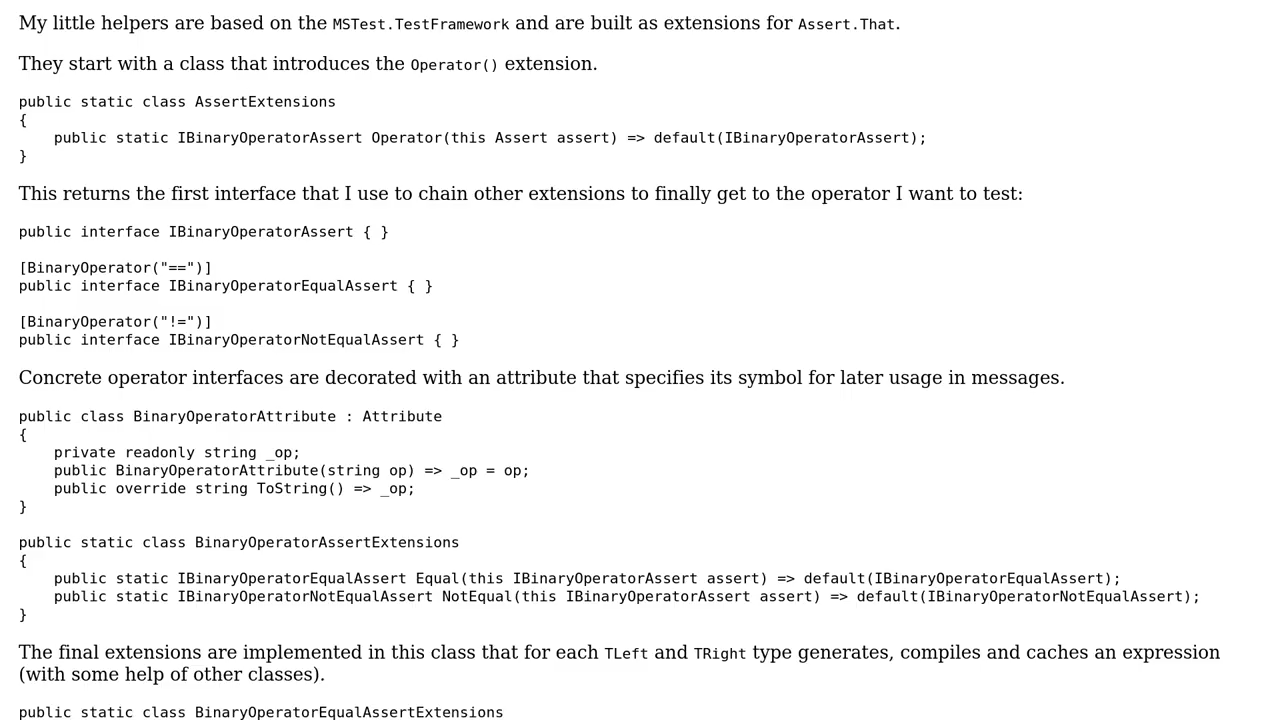 My little helpers are based on the MSTest.TestFramework and are built as extensions for Assert.That.
They start with a class that introduces the Operator() extension.
public static class AssertExtensions
{
    public static IBinaryOperatorAssert Operator(this Assert assert) => default(IBinaryOperatorAssert);
}
This returns the first interface that I use to chain other extensions to finally get to the operator I want to test:
public interface IBinaryOperatorAssert { }
[BinaryOperator("==")]
public interface IBinaryOperatorEqualAssert { }
[BinaryOperator("!=")]
public interface IBinaryOperatorNotEqualAssert { }
Concrete operator interfaces are decorated with an attribute that specifies its symbol for later usage in messages.
public class BinaryOperatorAttribute : Attribute
{
    private readonly string _op;
    public BinaryOperatorAttribute(string op) => _op = op;
    public override string ToString() => _op;
}
public static class BinaryOperatorAssertExtensions
{
    public static IBinaryOperatorEqualAssert Equal(this IBinaryOperatorAssert assert) => default(IBinaryOperatorEqualAssert);
    public static IBinaryOperatorNotEqualAssert NotEqual(this IBinaryOperatorAssert assert) => default(IBinaryOperatorNotEqualAssert);
}
The final extensions are implemented in this class that for each TLeft and TRight type generates, compiles and caches an expression
(with some help of other classes).
public static class BinaryOperatorEqualAssertExtensions